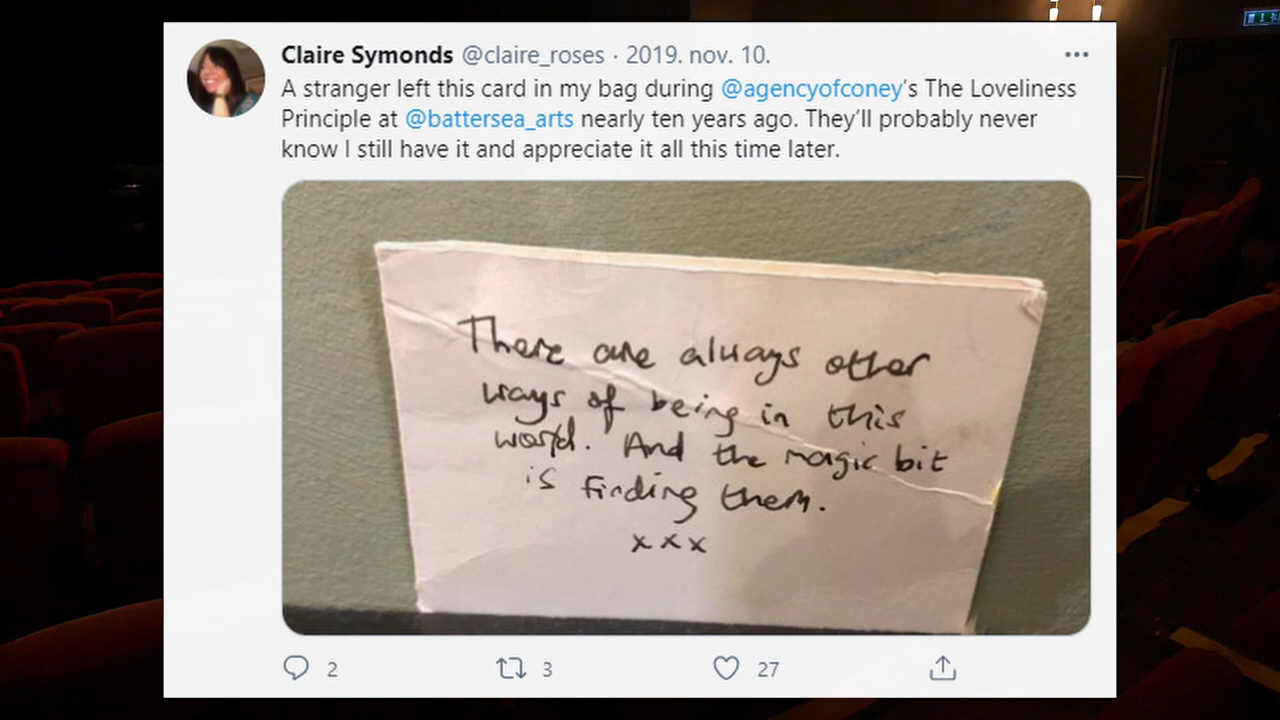 Claire Symonds @claire_roses · 2019. nov. 10.
A stranger left this card in my bag during @agencyofconey's The Loveliness
Principle at @battersea_arts nearly ten years ago. They'll probably never
know I still have it and appreciate it all this time later.
There are always other
ways of being in this
world. And the magic bit
is finding them.
xxx
2 3 27